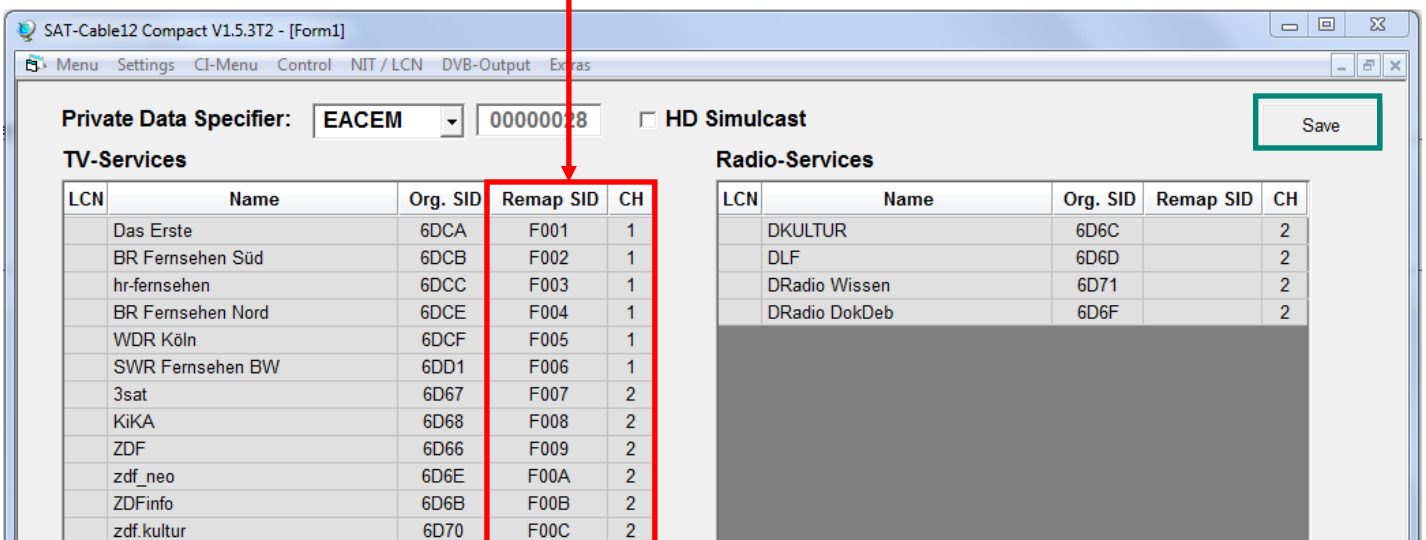 SAT-Cable12 Compact V1.5.3T2 - [Form1]
Menu Settings CI-Menu Control NIT / LCN DVB-Output Extras
Private Data Specifier: EACEM 00000028 HD Simulcast Save
TV-Services Radio-Services
LCN Name Org. SID Remap SID CH LCN Name Org. SID Remap SID CH
Das Erste 6DCA F001 1 DKULTUR 6D6C 2
BR Fernsehen Süd 6DCB F002 1 DLF 6D6D 2
hr-fernsehen 6DCC F003 1 DRadio Wissen 6D71 2
BR Fernsehen Nord 6DCE F004 1 DRadio DokDeb 6D6F 2
WDR Köln 6DCF F005 1
SWR Fernsehen BW 6DD1 F006 1
3sat 6D67 F007 2
KiKA 6D68 F008 2
ZDF 6D66 F009 2
zdf_neo 6D6E F00A 2
ZDFinfo 6D6B F00B 2
zdf.kultur 6D70 F00C 2